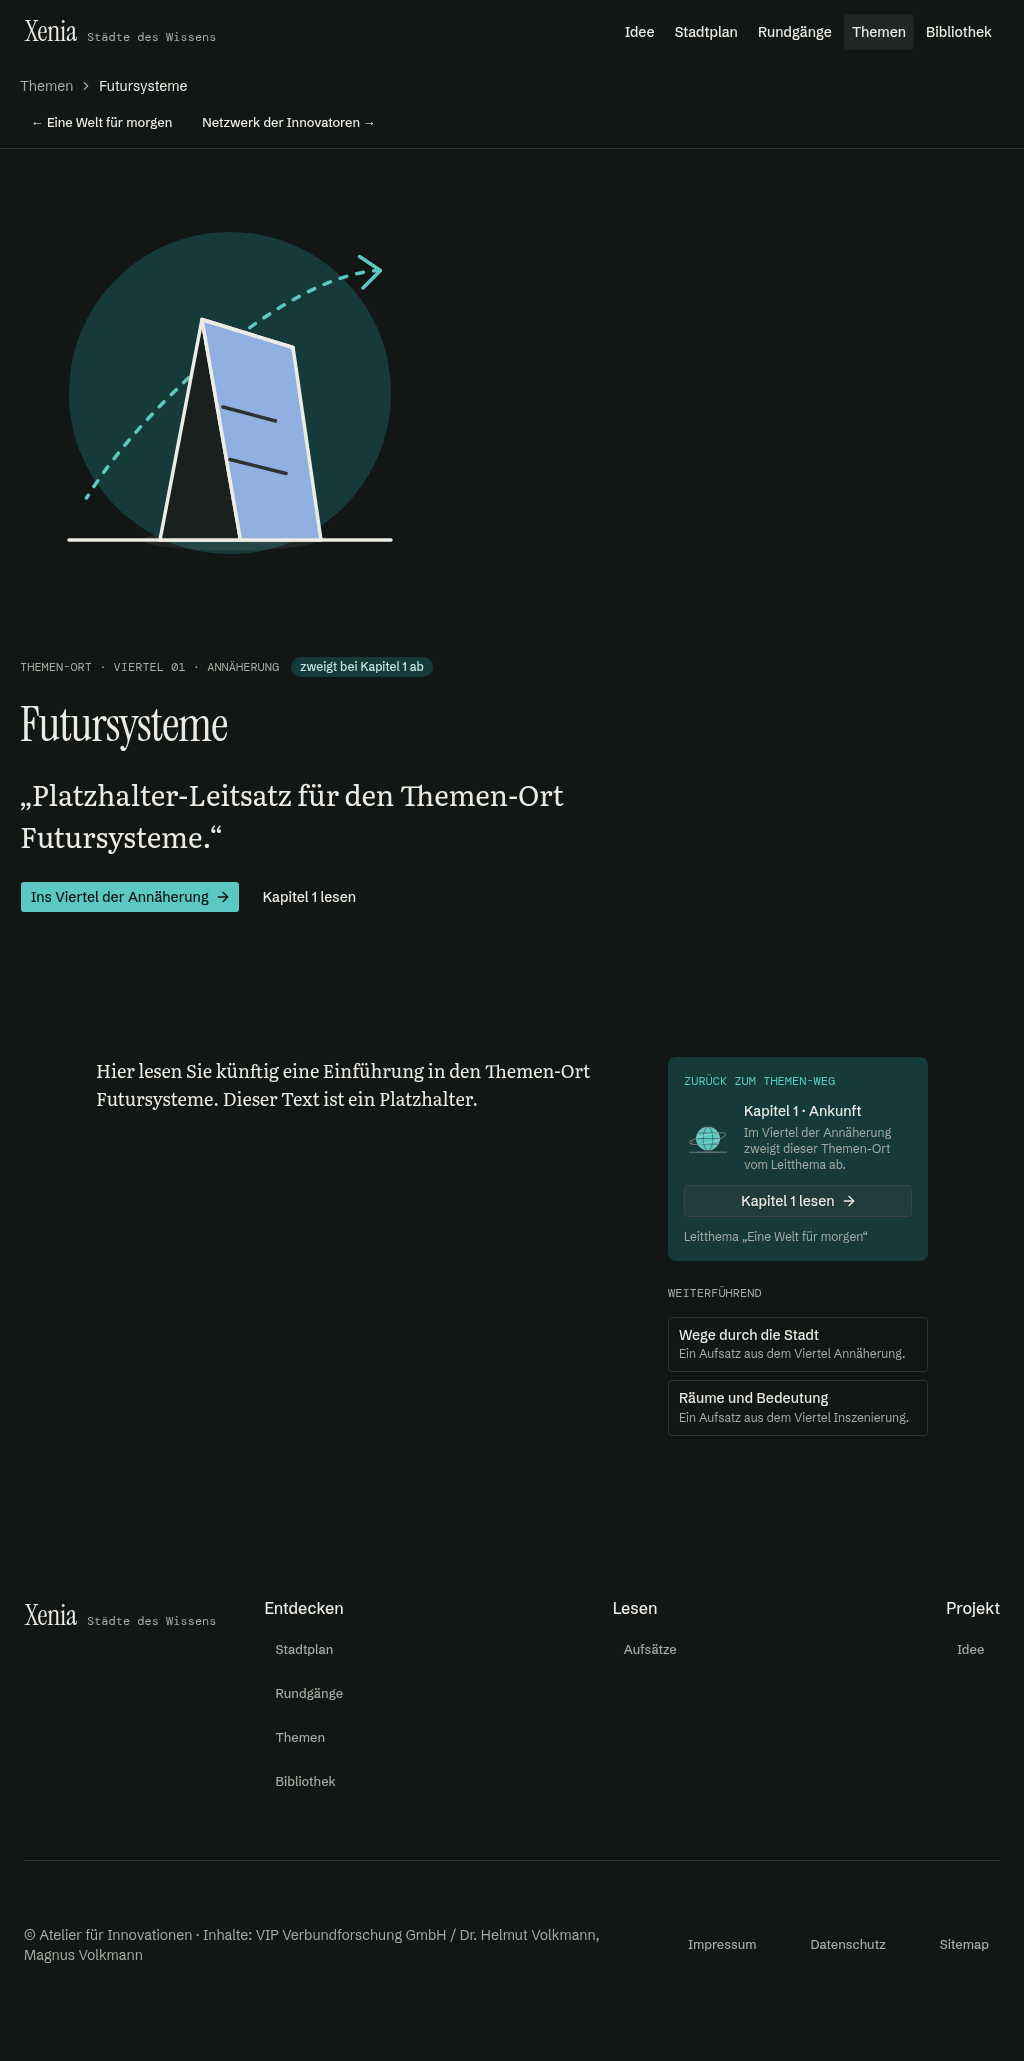 Xenia Städte des Wissens
Idee Stadtplan Rundgänge Themen Bibliothek
Themen > Futursysteme
← Eine Welt für morgen Netzwerk der Innovatoren →
THEMEN-ORT · VIERTEL 01 · ANNÄHERUNG zweigt bei Kapitel 1 ab
Futursysteme
„Platzhalter-Leitsatz für den Themen-Ort
Futursysteme.“
Ins Viertel der Annäherung → Kapitel 1 lesen
Hier lesen Sie künftig eine Einführung in den Themen-Ort
Futursysteme. Dieser Text ist ein Platzhalter.
ZURÜCK ZUM THEMEN-WEG
Kapitel 1 · Ankunft
Im Viertel der Annäherung
zweigt dieser Themen-Ort
vom Leitthema ab.
Kapitel 1 lesen →
Leitthema „Eine Welt für morgen“
WEITERFÜHREND
Wege durch die Stadt
Ein Aufsatz aus dem Viertel Annäherung.
Räume und Bedeutung
Ein Aufsatz aus dem Viertel Inszenierung.
Xenia Städte des Wissens
Entdecken
Stadtplan
Rundgänge
Themen
Bibliothek
Lesen
Aufsätze
Projekt
Idee
© Atelier für Innovationen · Inhalte: VIP Verbundforschung GmbH / Dr. Helmut Volkmann,
Magnus Volkmann
Impressum Datenschutz Sitemap